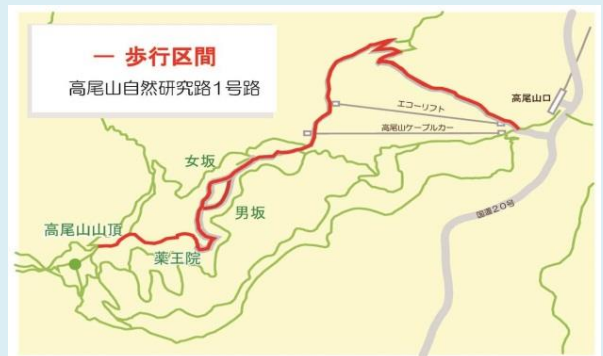 ー 歩行区間
高尾山自然研究路1号路
高尾山口
エコーリフト
高尾山ケーブルカー
女坂
男坂
国道20号
高尾山山頂
薬王院